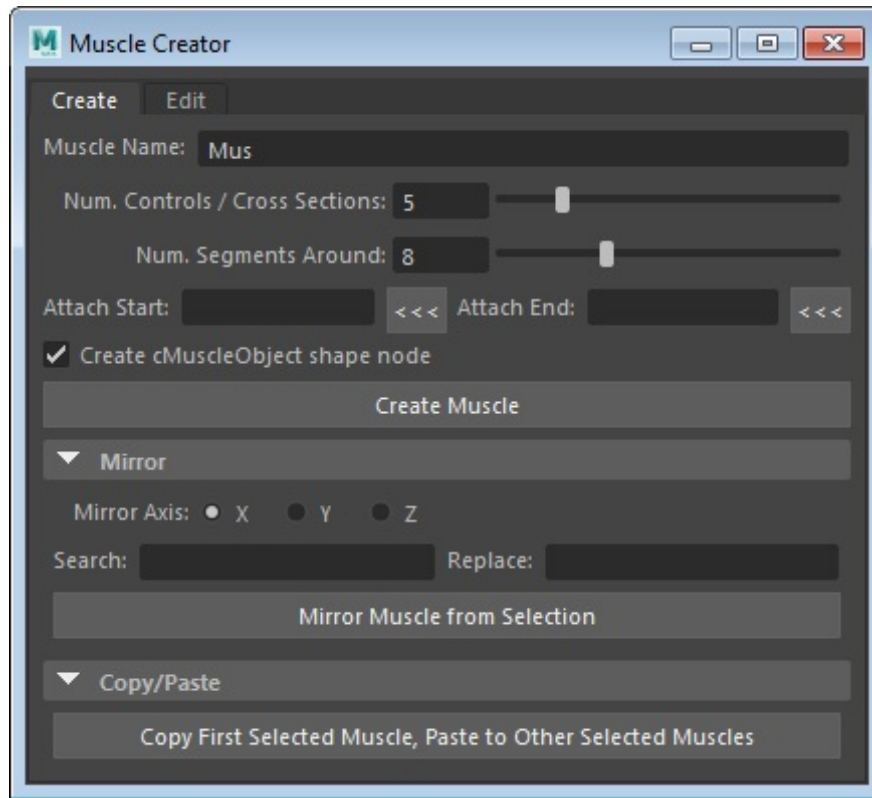 Muscle Creator
Create Edit
Muscle Name: Mus
Num. Controls / Cross Sections: 5
Num. Segments Around: 8
Attach Start: <<< Attach End: <<<
Create cMuscleObject shape node
Create Muscle
Mirror
Mirror Axis: X Y Z
Search: Replace:
Mirror Muscle from Selection
Copy/Paste
Copy First Selected Muscle, Paste to Other Selected Muscles